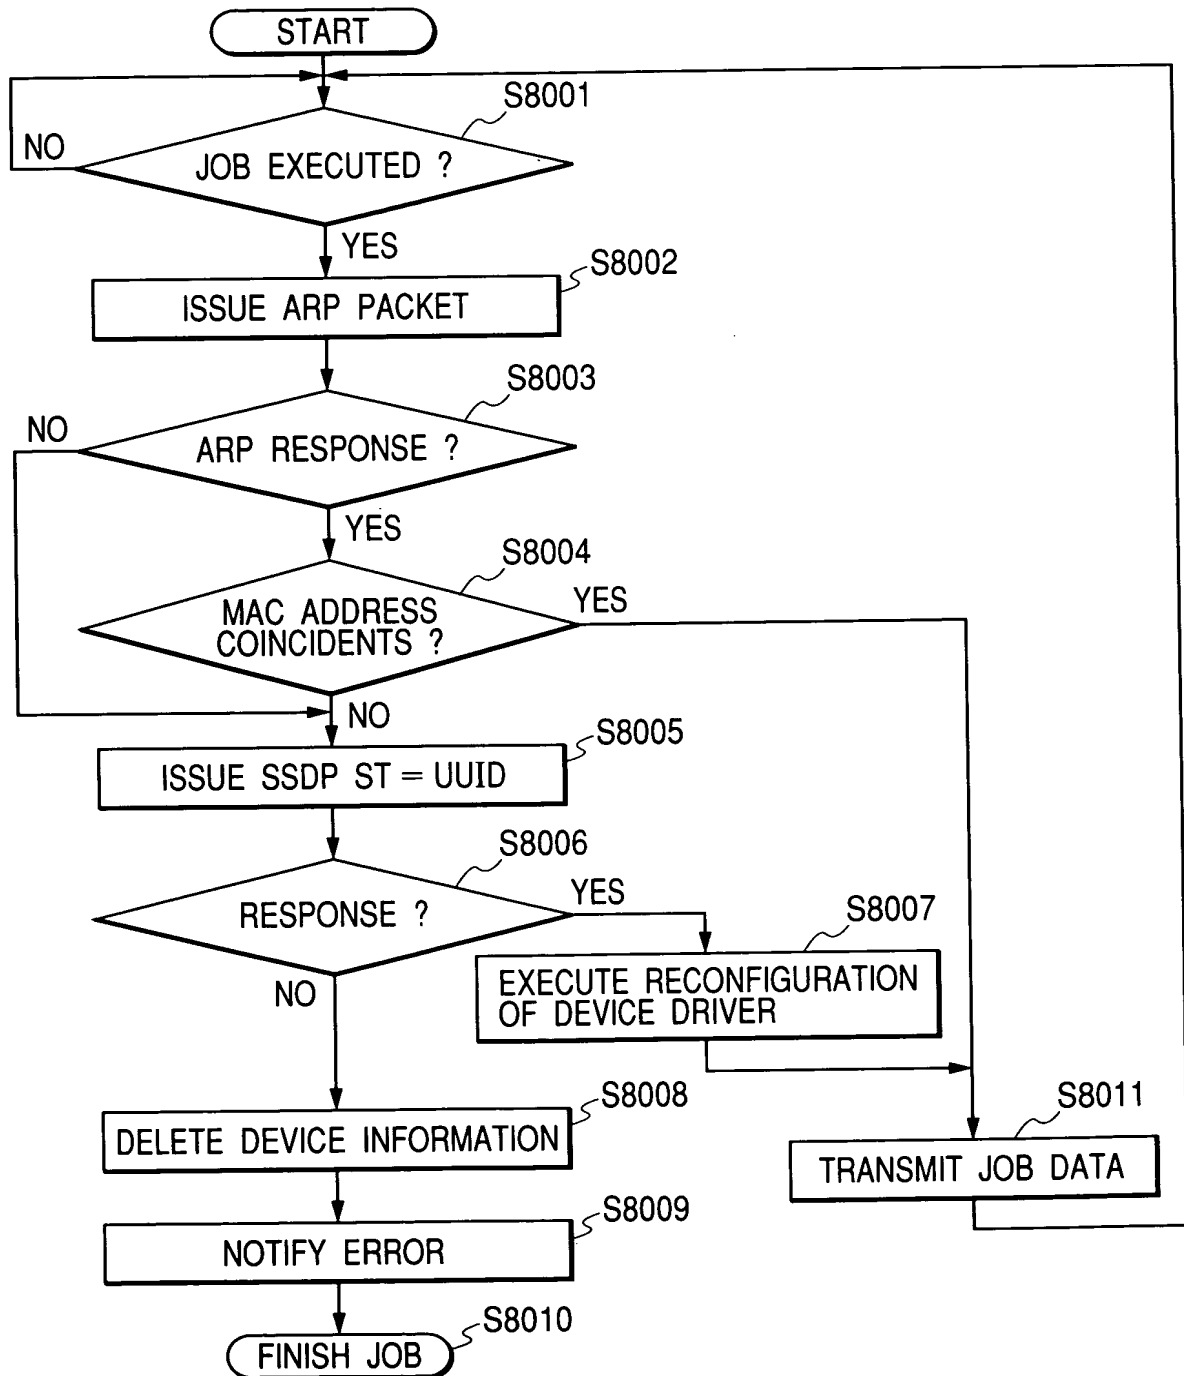 START
S8001
NO
JOB EXECUTED ?
YES
S8002
ISSUE ARP PACKET
S8003
NO
ARP RESPONSE ?
YES
S8004
YES
MAC ADDRESS
COINCIDENTS ?
NO
S8005
ISSUE SSDP ST = UUID
S8006
YES
RESPONSE ?
S8007
NO
EXECUTE RECONFIGURATION
OF DEVICE DRIVER
S8008
S8011
DELETE DEVICE INFORMATION
TRANSMIT JOB DATA
S8009
NOTIFY ERROR
S8010
FINISH JOB